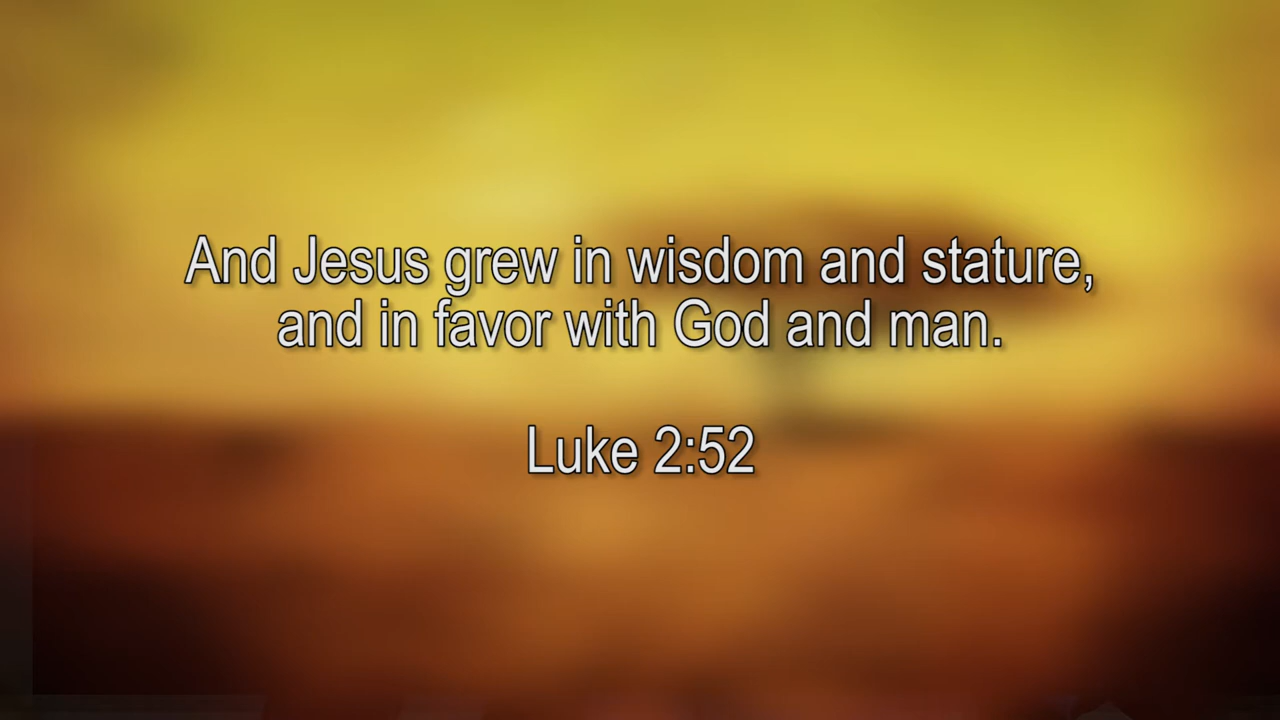 And Jesus grew in wisdom and stature,
and in favor with God and man.
Luke 2:52